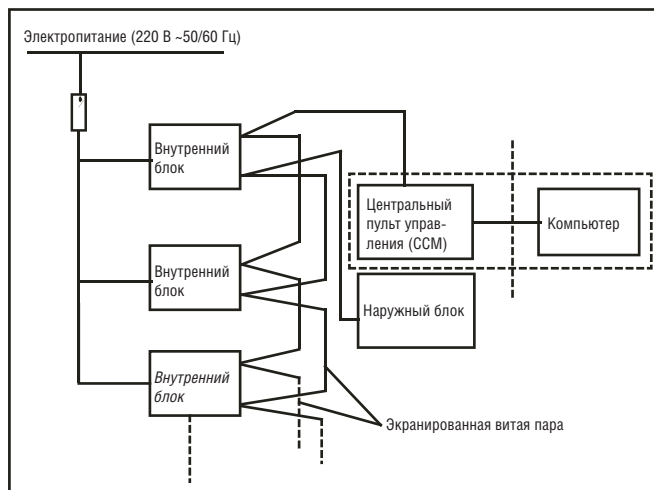 Электропитание (220 В ~50/60 Гц)
Внутренний
блок
Центральный
пульт управ-
ления (CCM)
Компьютер
Внутренний
блок
Наружный блок
Внутренний
блок
Экранированная витая пара